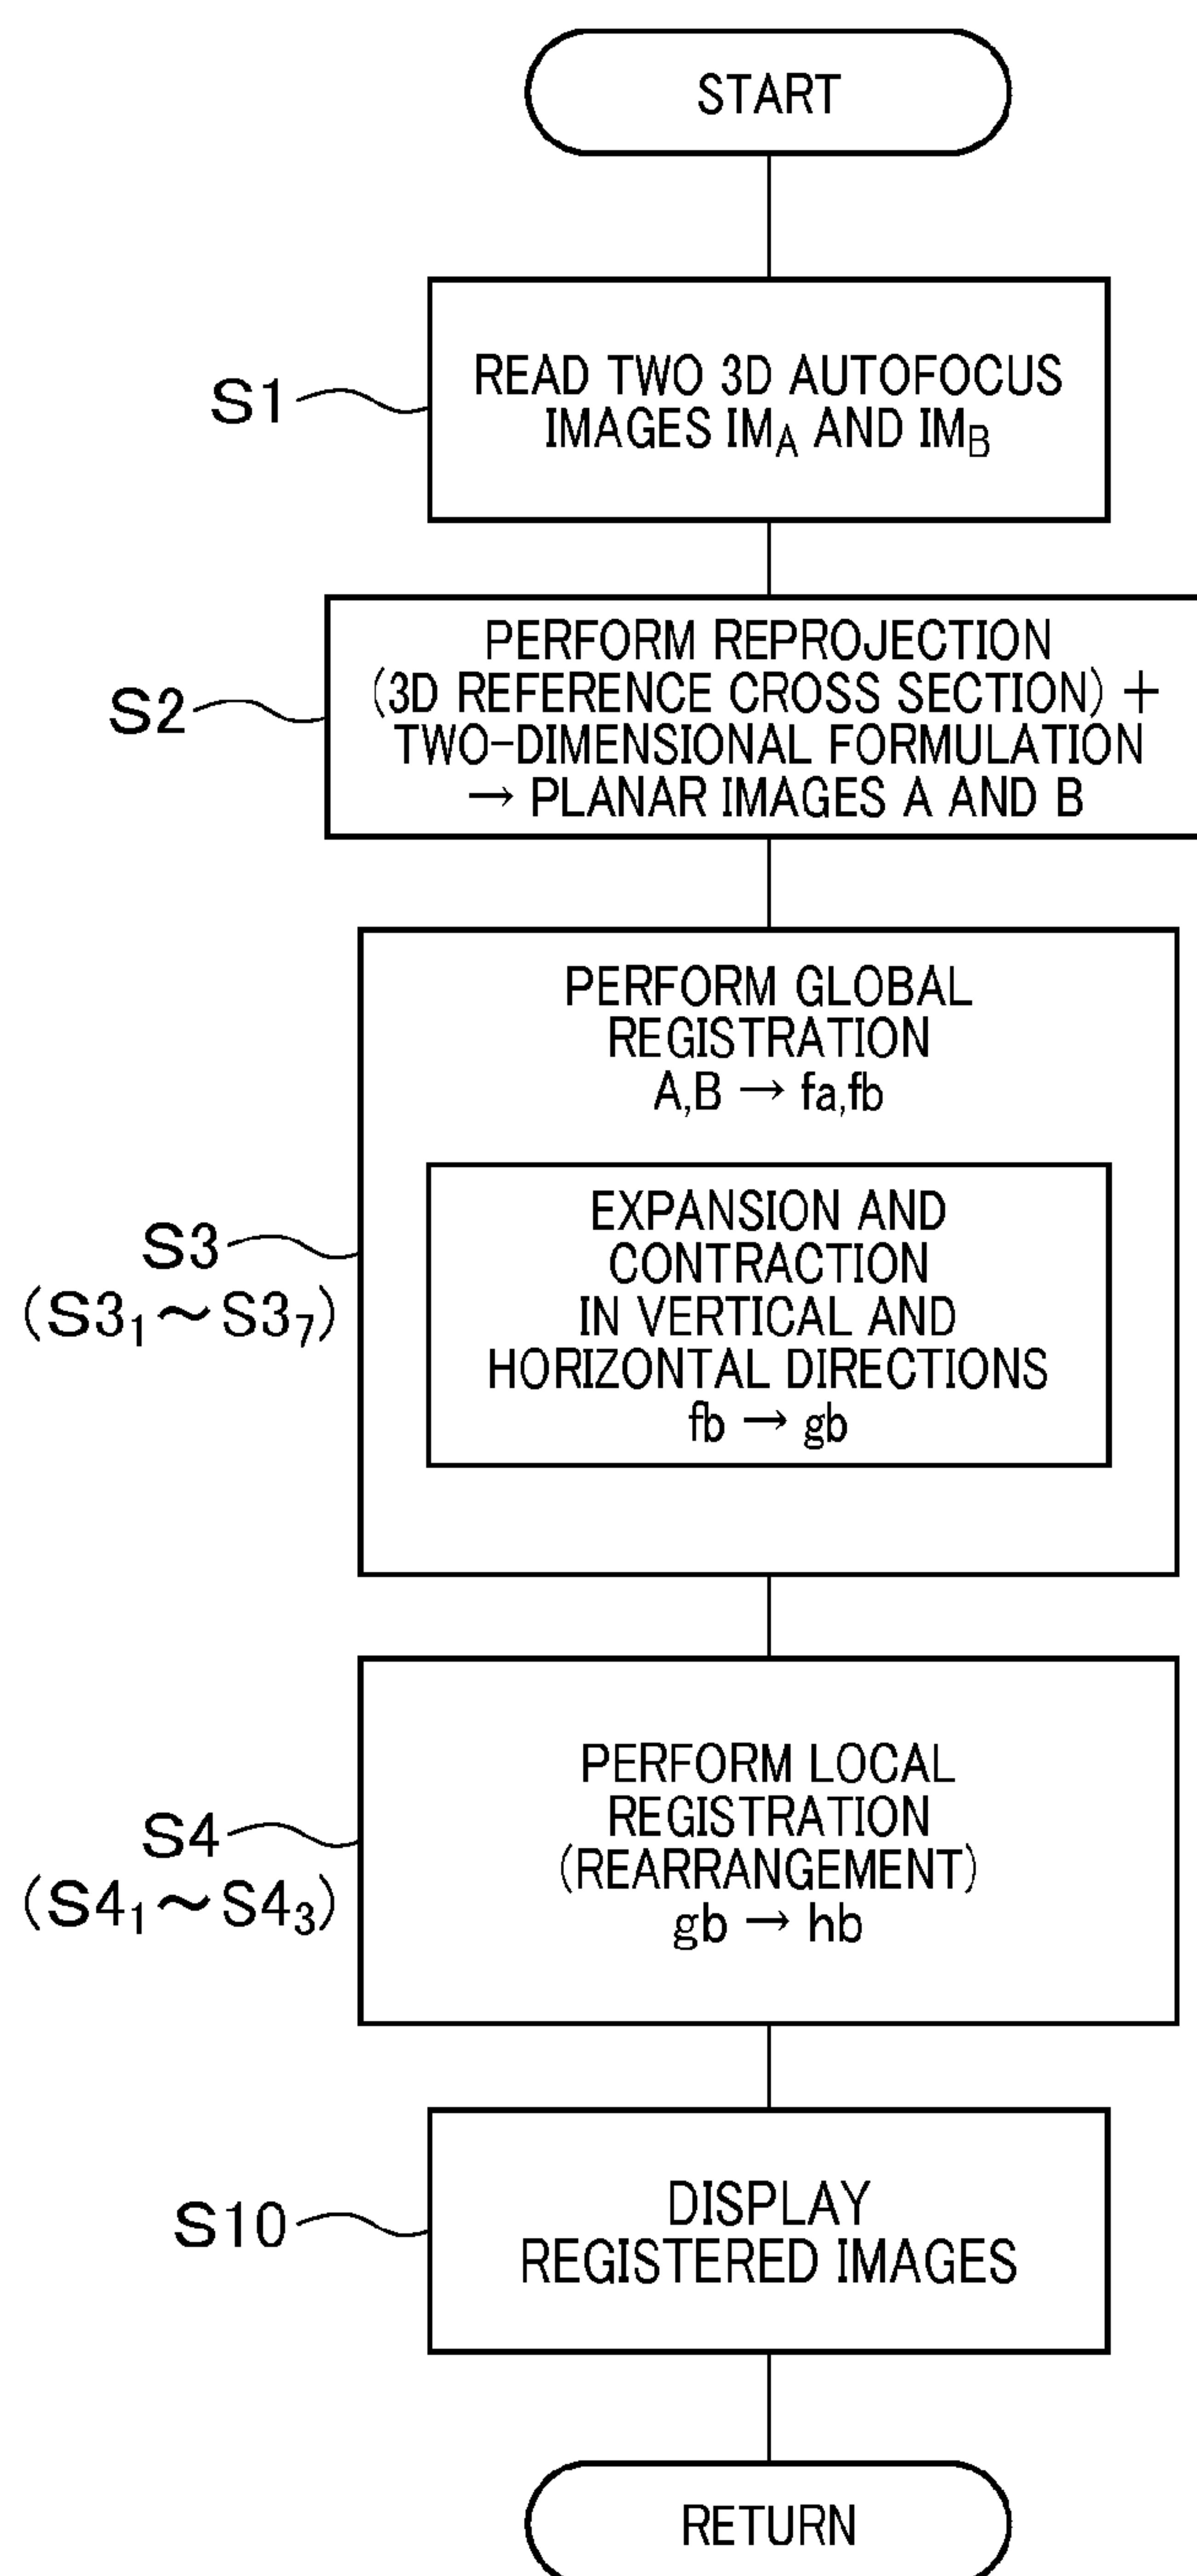 START
S1
READ TWO 3D AUTOFOCUS
IMAGES IM_A AND IM_B
S2
PERFORM REPROJECTION
(3D REFERENCE CROSS SECTION) +
TWO-DIMENSIONAL FORMULATION
→ PLANAR IMAGES A AND B
S3
(S3₁~S3₇)
PERFORM GLOBAL
REGISTRATION
A,B → fa,fb
EXPANSION AND
CONTRACTION
IN VERTICAL AND
HORIZONTAL DIRECTIONS
fb → gb
S4
(S4₁~S4₃)
PERFORM LOCAL
REGISTRATION
(REARRANGEMENT)
gb → hb
S10
DISPLAY
REGISTERED IMAGES
RETURN